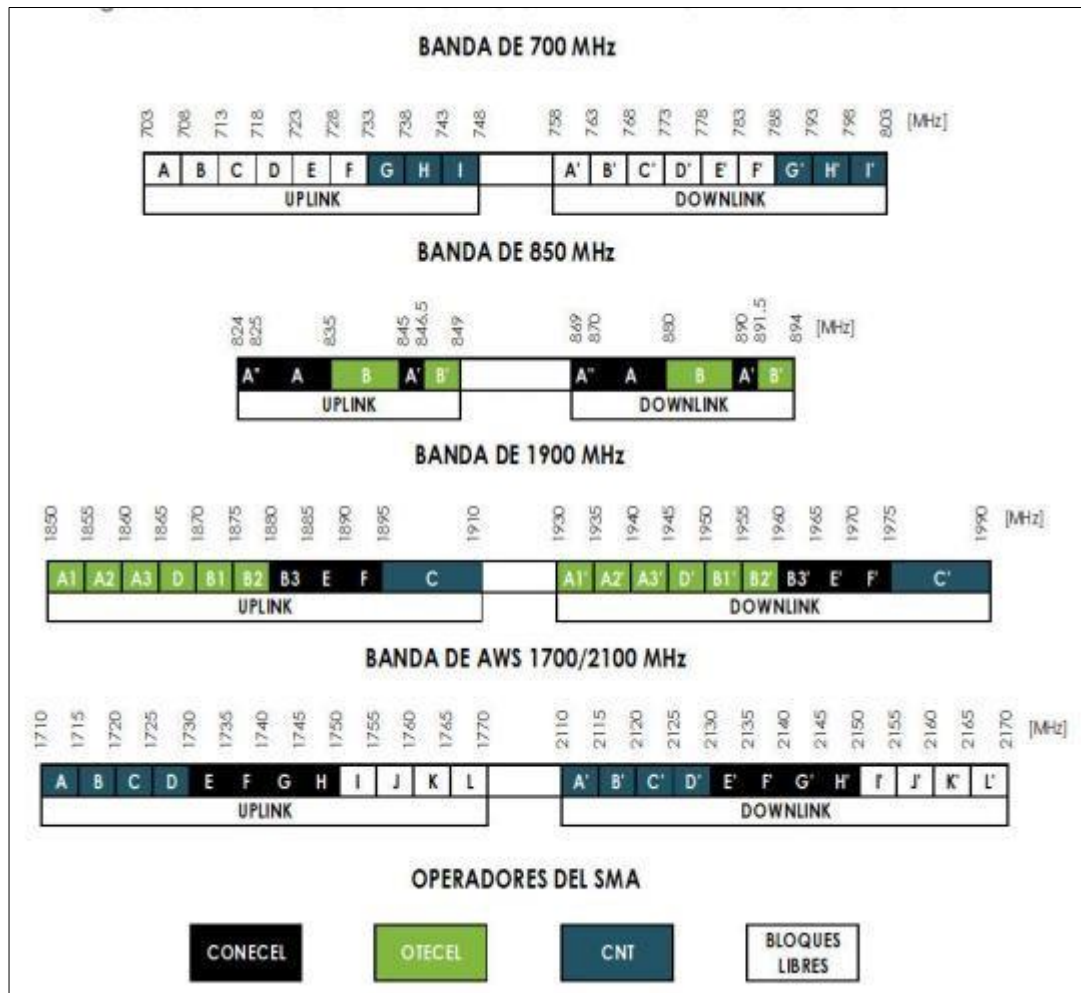 BANDA DE 700 MHz
703 708 713 718 723 728 733 738 743 748 758 763 768 773 778 783 788 793 798 803 [MHz]
A B C D E F G H I A' B' C' D' E' F' G' H' I'
UPLINK DOWNLINK
BANDA DE 850 MHz
824 825 835 845 846.5 849 869 870 880 890 891.5 894 [MHz]
A" A B A' B' A" A B A' B'
UPLINK DOWNLINK
BANDA DE 1900 MHz
1850 1855 1860 1865 1870 1875 1880 1885 1890 1895 1910 1930 1935 1940 1945 1950 1955 1960 1965 1970 1975 1990 [MHz]
A1 A2 A3 D B1 B2 B3 E F C A1' A2' A3' D' B1' B2' B3' E' F' C'
UPLINK DOWNLINK
BANDA DE AWS 1700/2100 MHz
1710 1715 1720 1725 1730 1735 1740 1745 1750 1755 1760 1765 1770 2110 2115 2120 2125 2130 2135 2140 2145 2150 2155 2160 2165 2170 [MHz]
A B C D E F G H I J K L A' B' C' D' E' F' G' H' I' J' K' L'
UPLINK DOWNLINK
OPERADORES DEL SMA
CONECEL OTECEL CNT BLOQUES
LIBRES